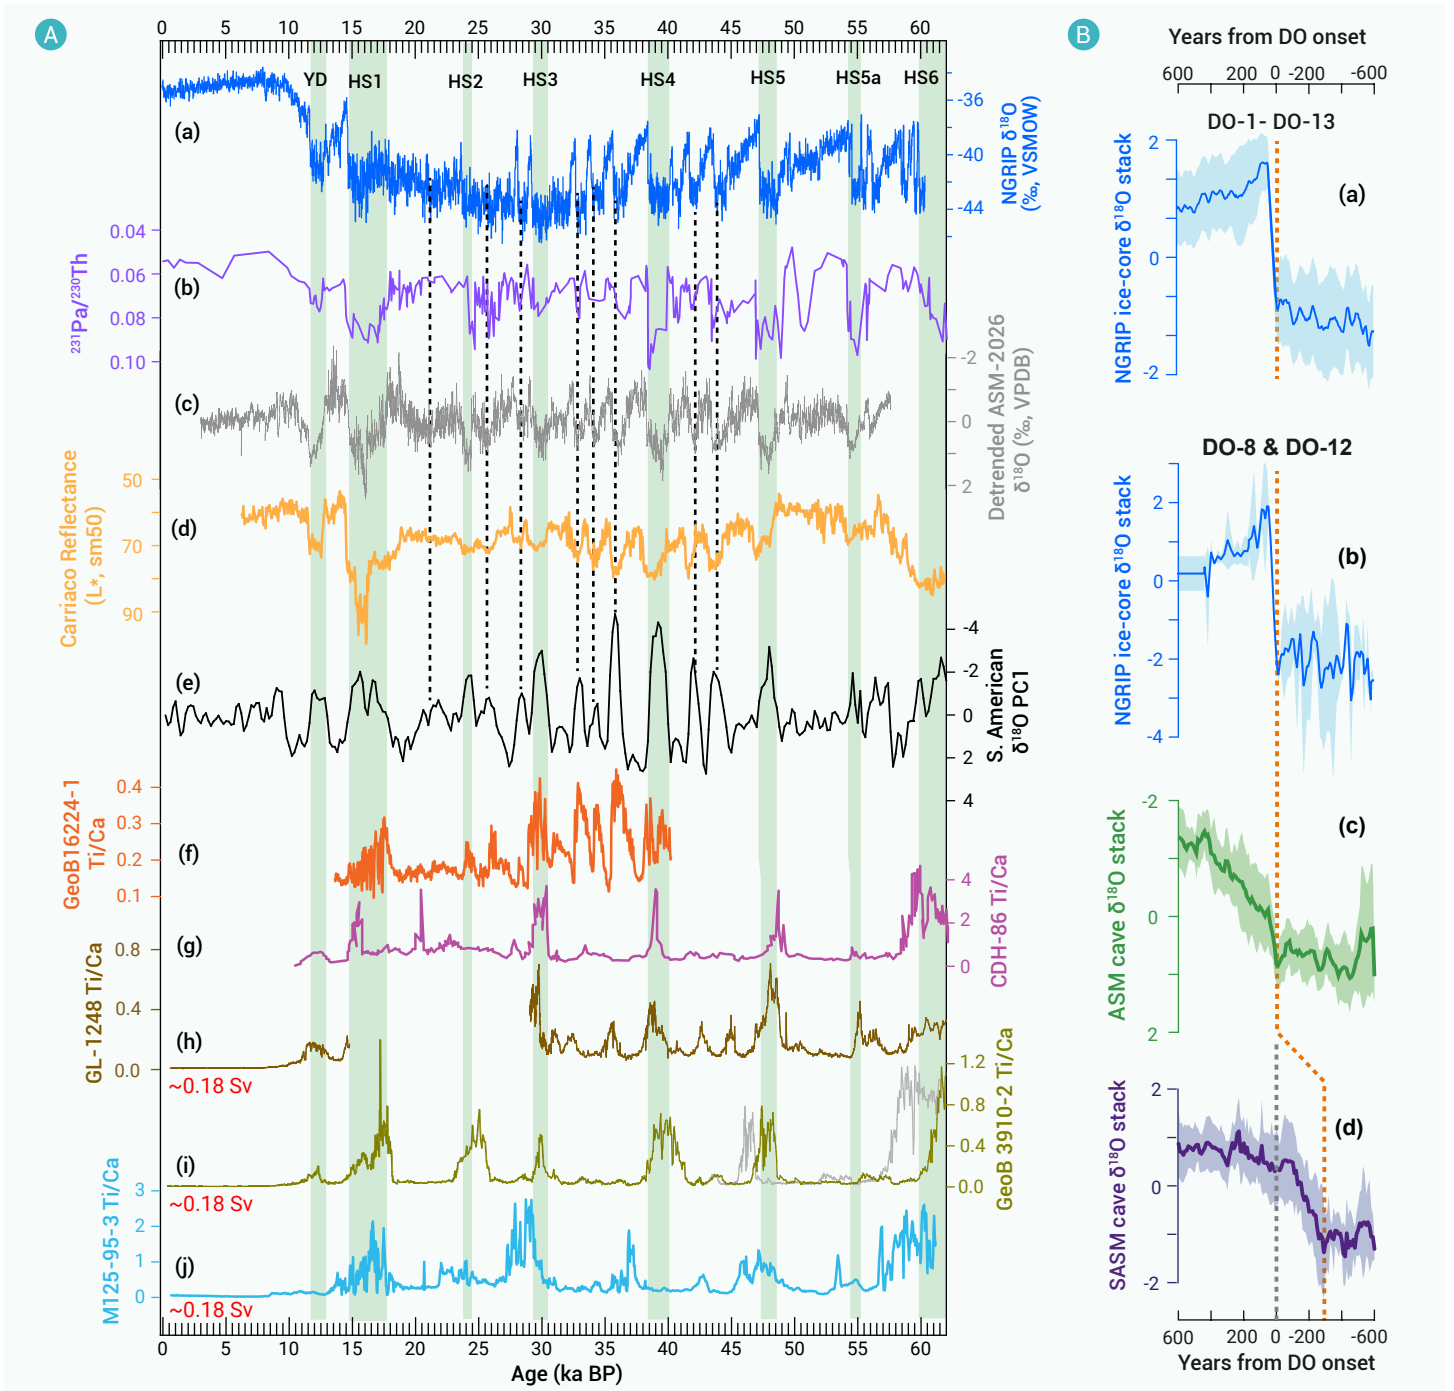 A
0 5 10 15 20 25 30 35 40 45 50 55 60
YD HS1 HS2 HS3 HS4 HS5 HS5a HS6
(a)
-36
-40
-44
NGRIP δ¹⁸O
(‰, VSMOW)
²³¹Pa/²³⁰Th
0.04
0.06
0.08
0.10
(b)
(c)
-2
0
2
Detrended ASM-2026
δ¹⁸O (‰, VPDB)
Carriaco Reflectance
(L*, sm50)
50
70
90
(d)
(e)
-4
-2
0
2
4
S. American
δ¹⁸O PC1
GeoB16224-1
Ti/Ca
0.4
0.3
0.2
0.1
(f)
(g)
4
2
0
CDH-86 Ti/Ca
GL-1248 Ti/Ca
0.8
0.4
0.0
(h)
~0.18 Sv
(i)
1.2
0.8
0.4
0.0
GeoB 3910-2 Ti/Ca
~0.18 Sv
M125-95-3 Ti/Ca
3
2
1
0
(j)
~0.18 Sv
0 5 10 15 20 25 30 35 40 45 50 55 60
Age (ka BP)
B
Years from DO onset
600 200 0 -200 -600
DO-1- DO-13
NGRIP ice-core δ¹⁸O stack
2
0
-2
(a)
DO-8 & DO-12
NGRIP ice-core δ¹⁸O stack
2
0
-2
-4
(b)
ASM cave δ¹⁸O stack
-2
0
2
(c)
SASM cave δ¹⁸O stack
2
0
-2
(d)
600 200 0 -200 -600
Years from DO onset